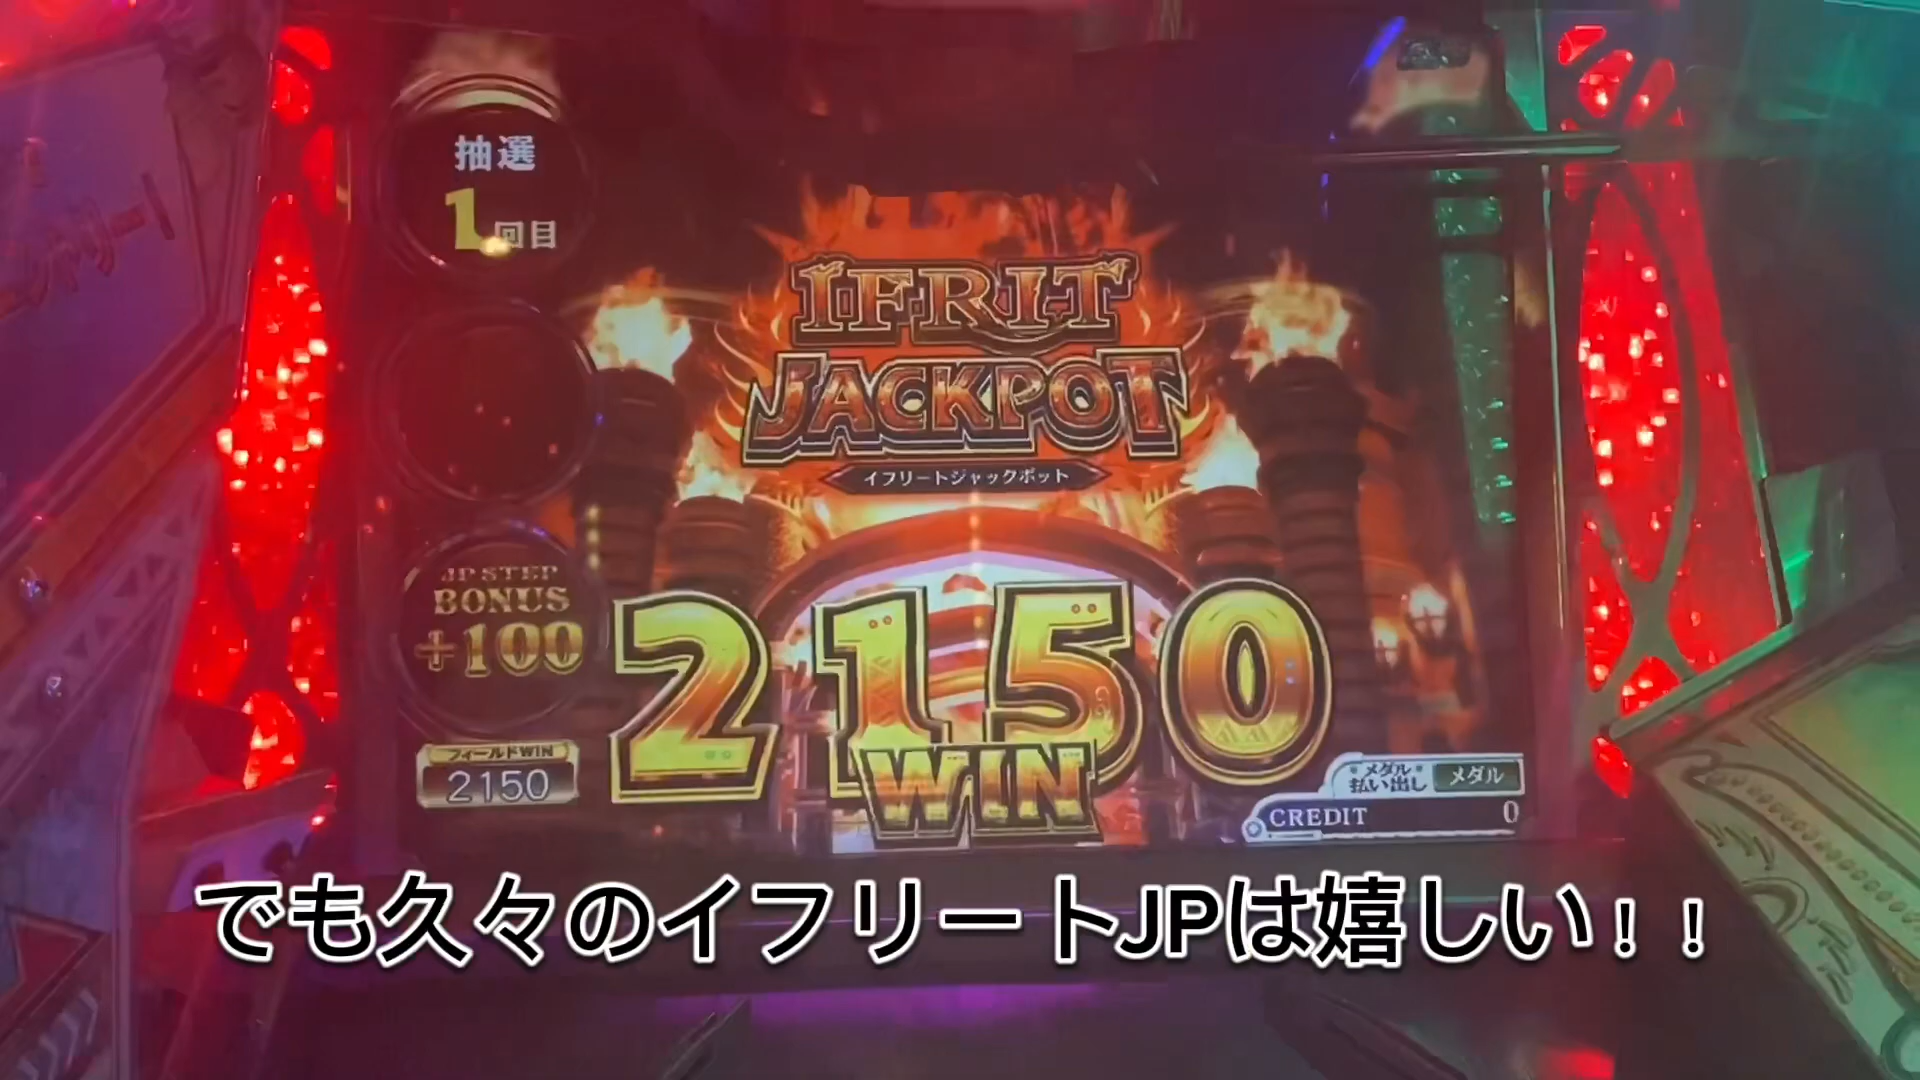 抽選
1回目
IFRIT
JACKPOT
イフリートジャックポット
JP STEP
BONUS
+100
2150
WIN
フィールドWIN
2150
メダル
払い出し
メダル
CREDIT
0
でも久々のイフリートJPは嬉しい！！